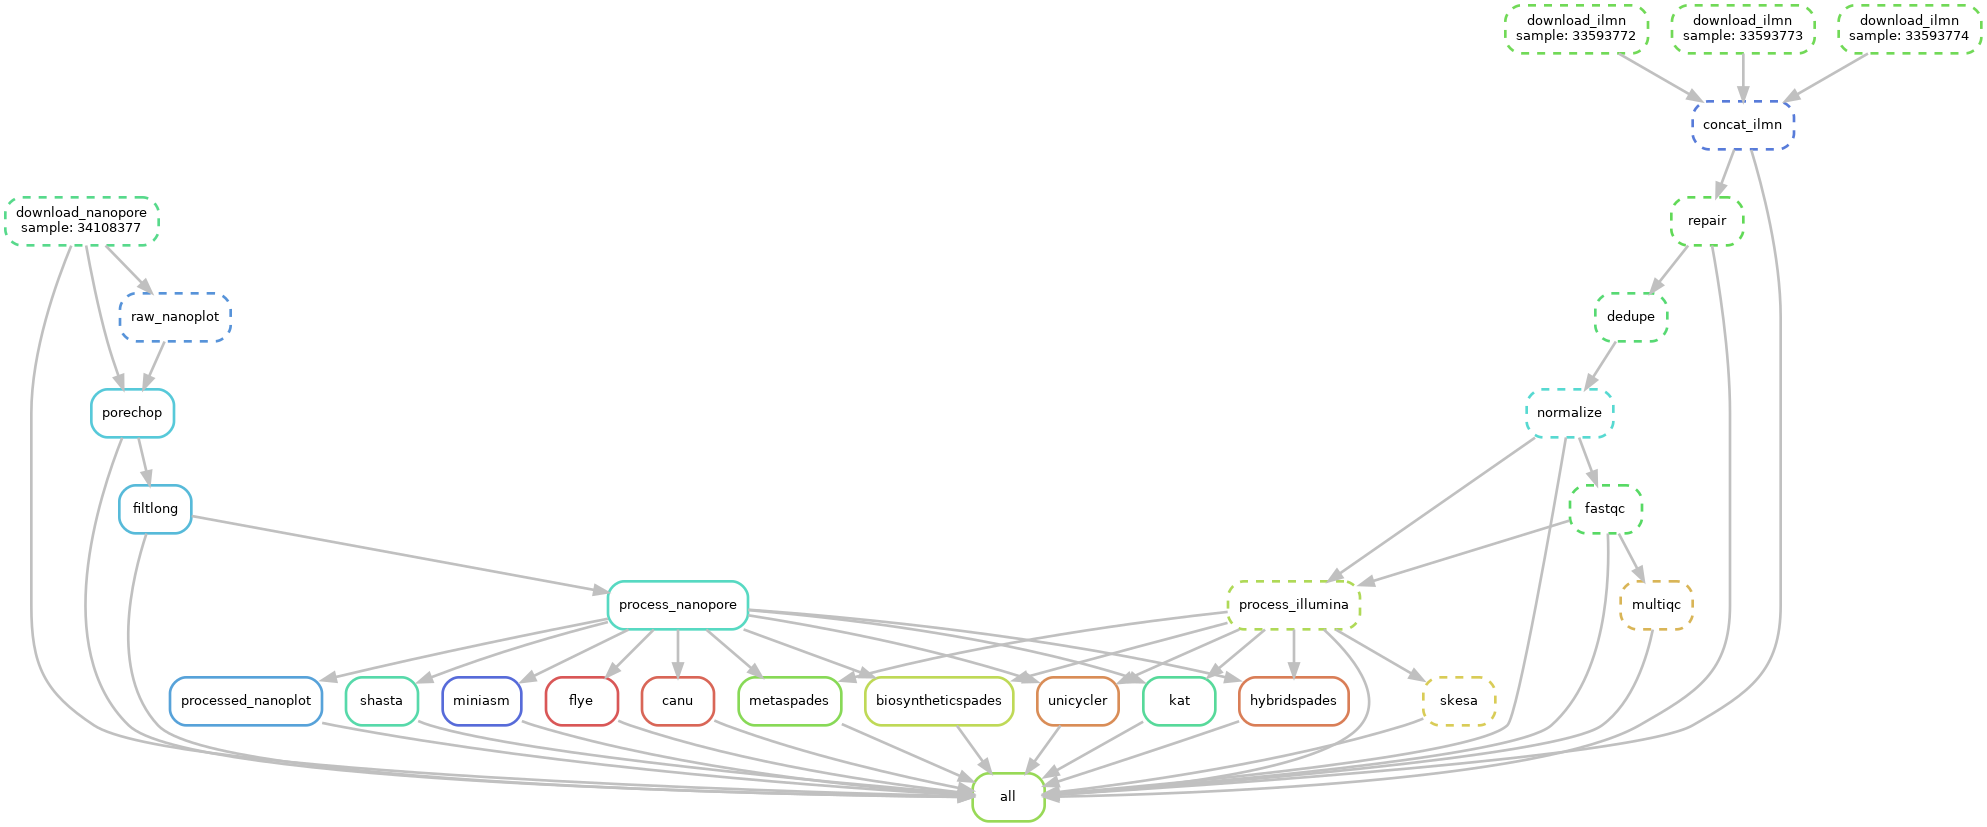 download_ilmn
sample: 33593772
download_ilmn
sample: 33593773
download_ilmn
sample: 33593774
concat_ilmn
download_nanopore
sample: 34108377
repair
raw_nanoplot
dedupe
porechop
normalize
filtlong
fastqc
process_nanopore
process_illumina
multiqc
processed_nanoplot
shasta
miniasm
flye
canu
metaspades
biosyntheticspades
unicycler
kat
hybridspades
skesa
all